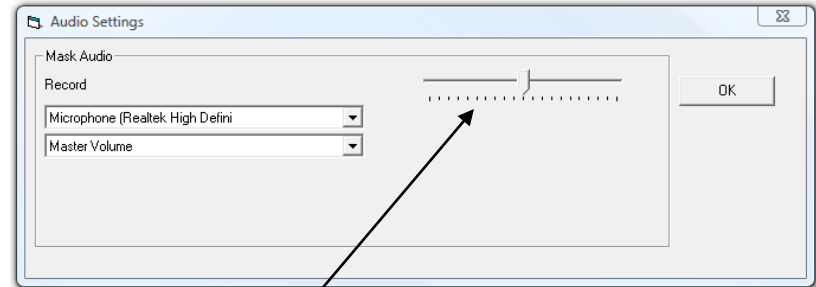 Audio Settings
Mask Audio
Record
OK
Microphone (Realtek High Defini
Master Volume